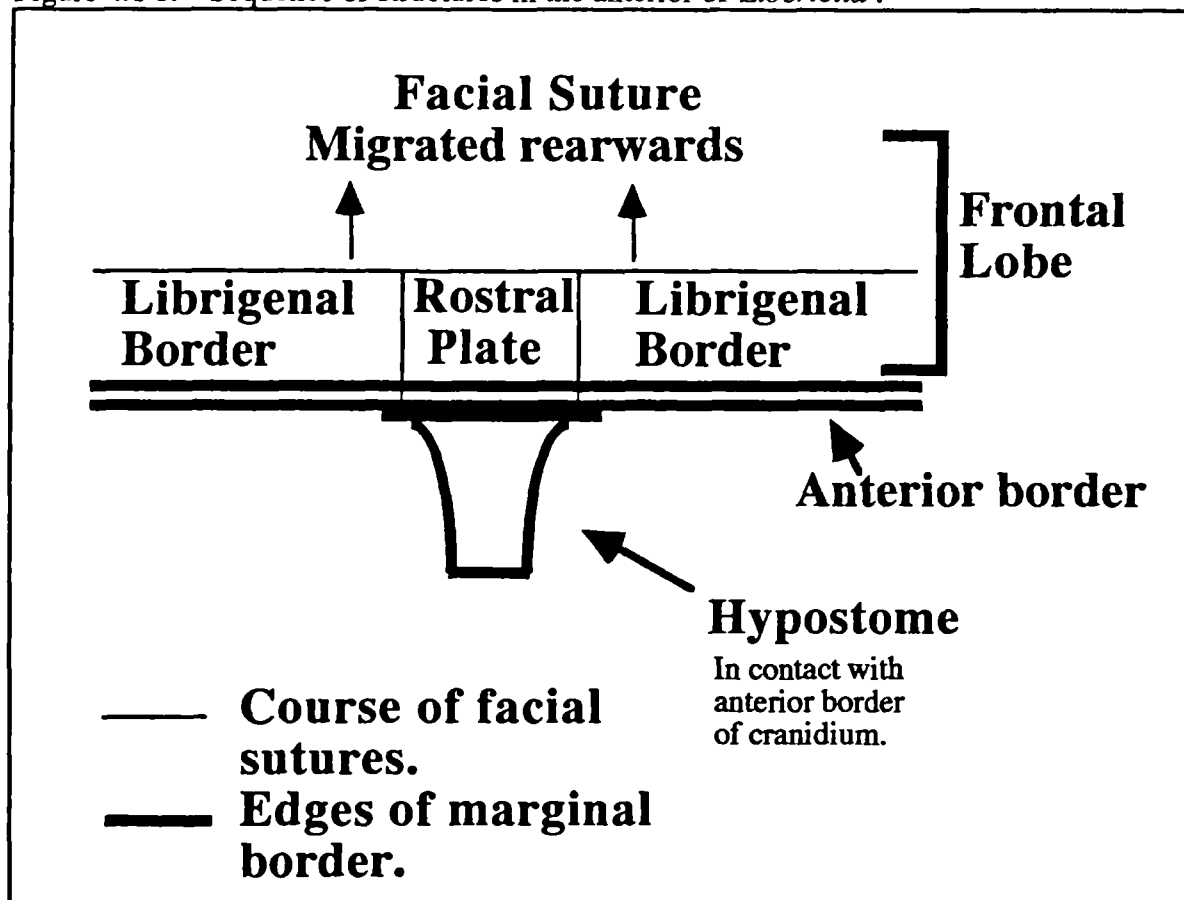 Facial Suture
Migrated rearwards
Frontal
Lobe
Librigenal
Border
Rostral
Plate
Librigenal
Border
Anterior border
Hypostome
In contact with
anterior border
of cranidium.
Course of facial
sutures.
Edges of marginal
border.